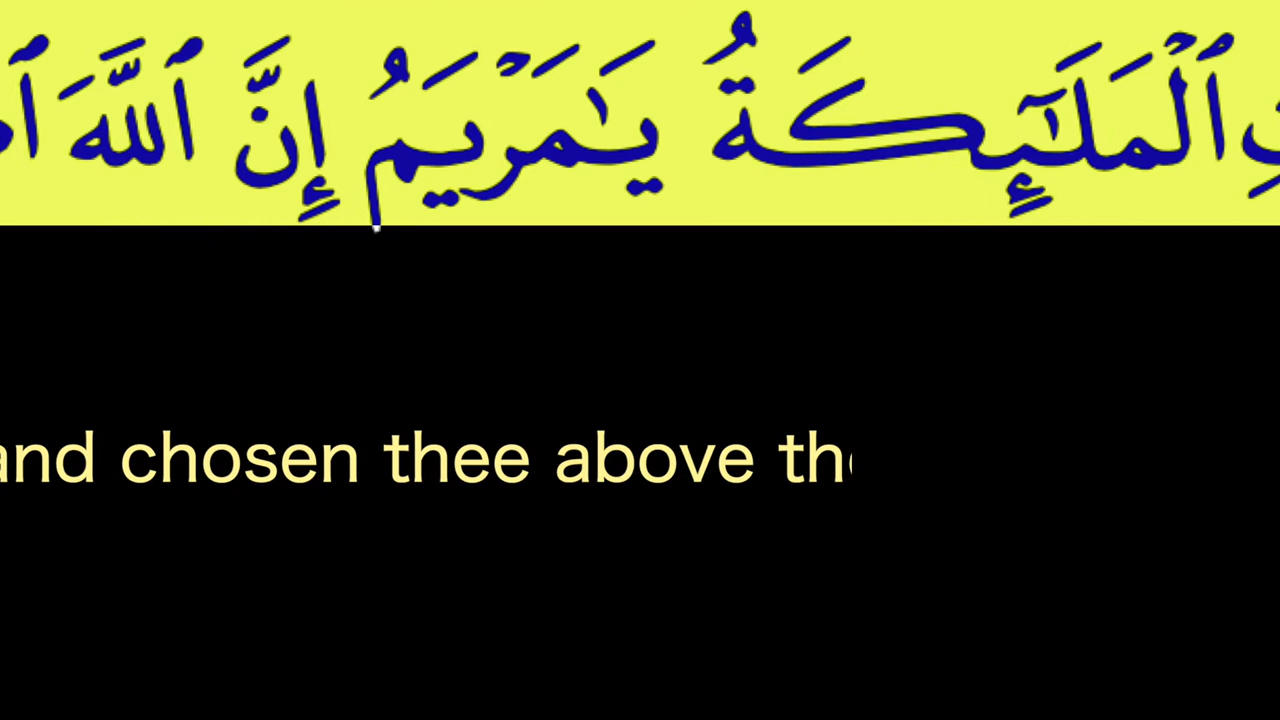 ٱلْمَلَـٰٓئِكَةُ يَـٰمَرْيَمُ إِنَّ ٱللَّهَ
and chosen thee above